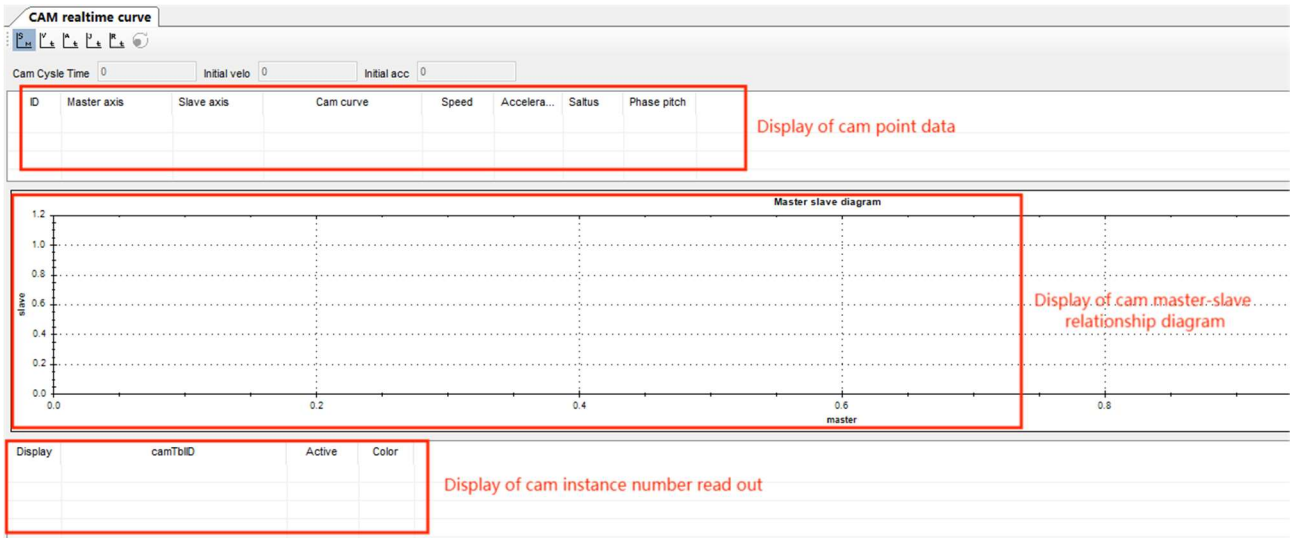 CAM realtime curve
S M V t A t J t R t
Cam Cysle Time 0 Initial velo 0 Initial acc 0
ID Master axis Slave axis Cam curve Speed Accelera... Saltus Phase pitch
Display of cam point data
Master slave diagram
1.2
1.0
0.8
0.6
0.4
0.2
0.0
slave
0.0 0.2 0.4 0.6 0.8
master
Display of cam master-slave
relationship diagram
Display camTblID Active Color
Display of cam instance number read out